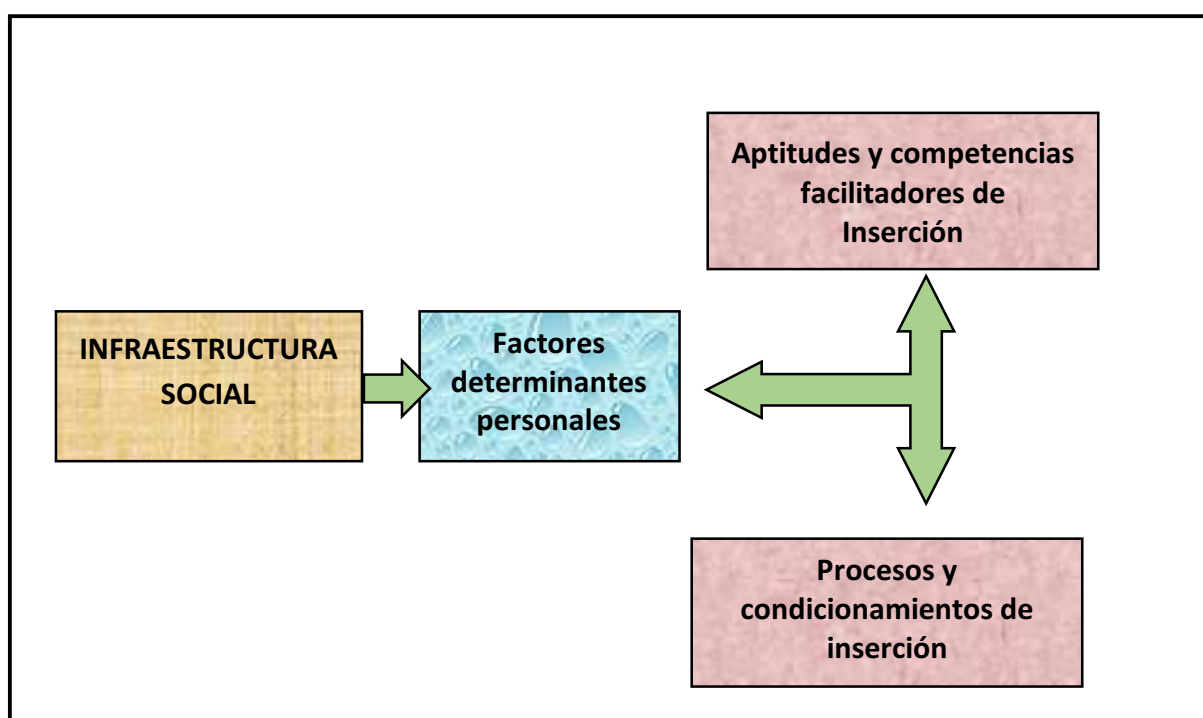 Aptitudes y competencias
facilitadores de
Inserción
INFRAESTRUCTURA
SOCIAL
Factores
determinantes
personales
Procesos y
condicionamientos de
inserción